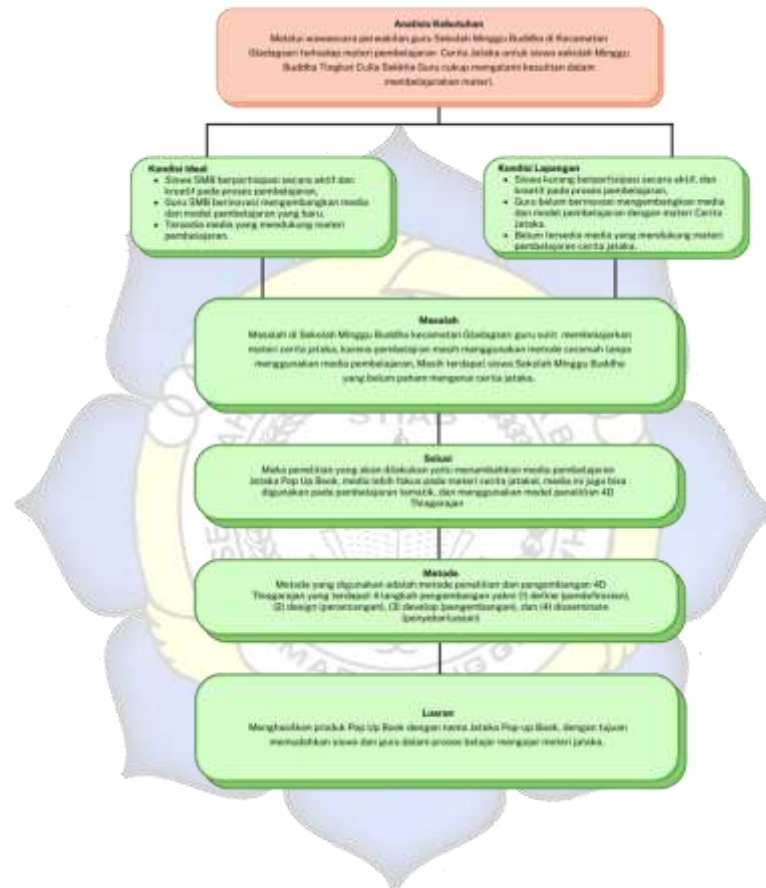 Analisis Kebutuhan
Melalui wawancara perwakilan guru Sekolah Minggu Buddha di Kecamatan
Gladagsari terhadap materi pembelajaran Cerita Jataka untuk siswa sekolah Minggu
Buddha Tingkat Culla Sekkha Guru cukup mengalami kesulitan dalam
membelajarakan materi.
Kondisi Ideal
Siswa SMB berpartisipasi secara aktif dan
kreatif pada proses pembelajaran,
Guru SMB berinovasi mengembangkan media
dan model pembelajaran yang baru,
Tersedia media yang mendukung materi
pembelajaran.
Kondisi Lapangan
Siswa kurang berpartisipasi secara aktif, dan
kreatif pada proses pembelajaran,
Guru belum berinovasi mengembangkan media
dan model pembelajaran dengan materi Cerita
Jataka.
Belum tersedia media yang mendukung materi
pembelajaran cerita jataka.
Masalah
Masalah di Sekolah Minggu Buddha kecamatan Gladagsari guru sulit membelajarkan
materi cerita jataka, karena masih menggunakan metode ceramah tanpa
menggunakan media pembelajaran, Masih terdapat siswa Sekolah Minggu Buddha
yang belum paham mengenai cerita jataka.
Solusi
Maka penelitian yang akan dilakukan yaitu menambahkan media pembelajaran
Jataka Pop Up Book, media lebih fokus pada materi cerita jataka, media ini juga bisa
digunakan pada pembelajaran tematik, dan menggunakan model penelitian 4D
Thiagarajan
Metode
Metode yang digunakan adalah metode penelitian dan pengembangan 4D
Thiagarajan yang terdapat 4 langkah pengembangan yakni (1) define (pendefinisian),
(2) design (perancangan), (3) develop (pengembangan), dan (4) disseminate
(penyebarluasan)
Luaran
Menghasilkan produk Pop Up Book dengan nama Jataka Pop-up Book, dengan tujuan
memudahkan siswa dan guru dalam proses belajar mengajar materi jataka.
STIAB